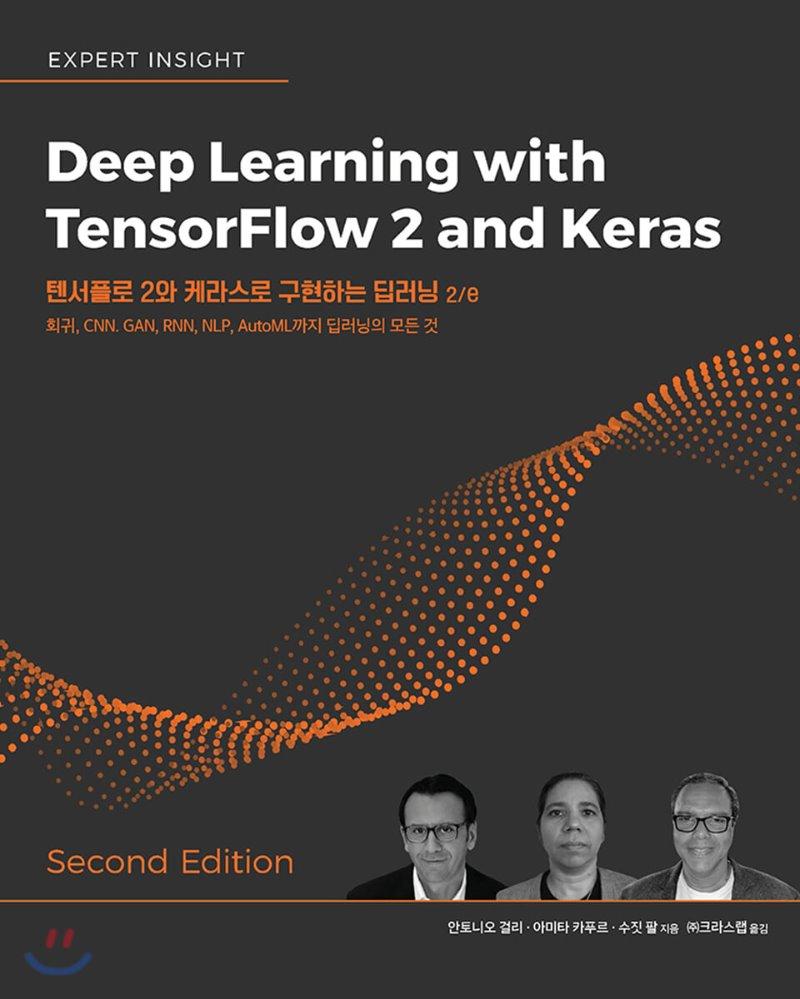 EXPERT INSIGHT
Deep Learning with
TensorFlow 2 and Keras
텐서플로 2와 케라스로 구현하는 딥러닝 2/e
회귀, CNN. GAN, RNN, NLP, AutoML까지 딥러닝의 모든 것
Second Edition
안토니오 걸리 · 아미타 카푸르 · 수짓 팔 지음 ㈜크라스랩 옮김